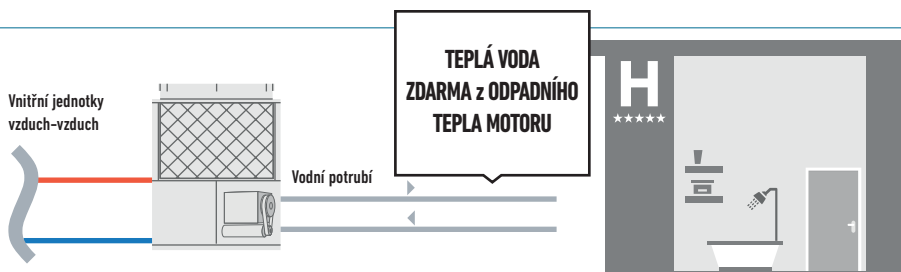 TEPLÁ VODA
ZDARMA z ODPADNÍHO
TEPLA MOTORU
Vnitřní jednotky
vzduch-vzduch
Vodní potrubí
H
★★★★★